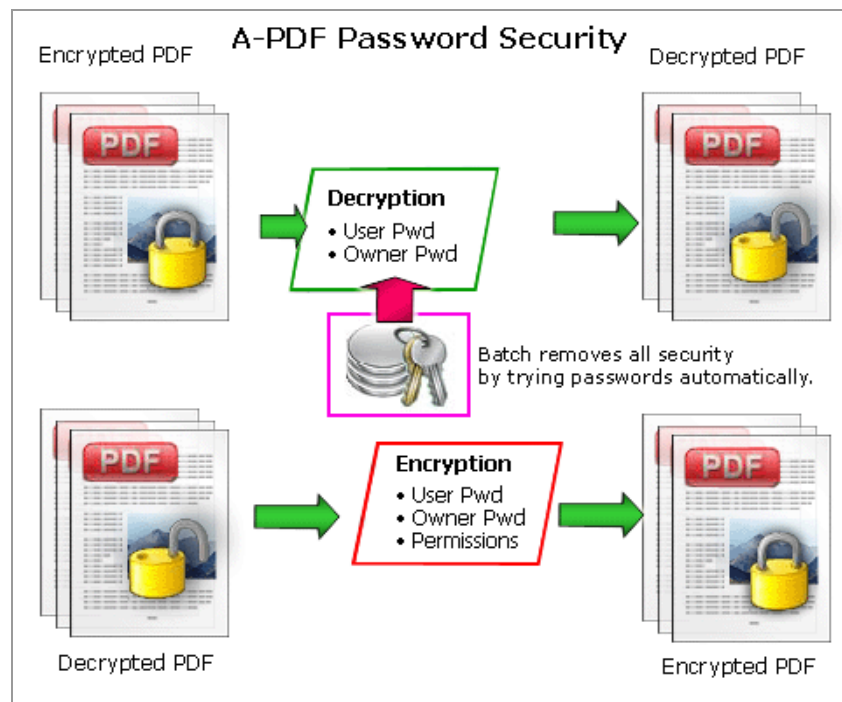 A-PDF Password Security
Encrypted PDF
Decrypted PDF
PDF
PDF
Decryption
• User Pwd
• Owner Pwd
Batch removes all security
by trying passwords automatically.
PDF
PDF
Encryption
• User Pwd
• Owner Pwd
• Permissions
Decrypted PDF
Encrypted PDF